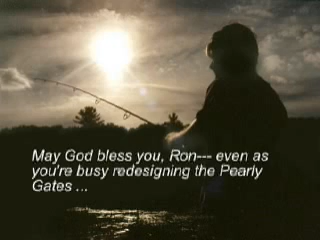 May God bless you, Ron--- even as
you're busy redesigning the Pearly
Gates ...